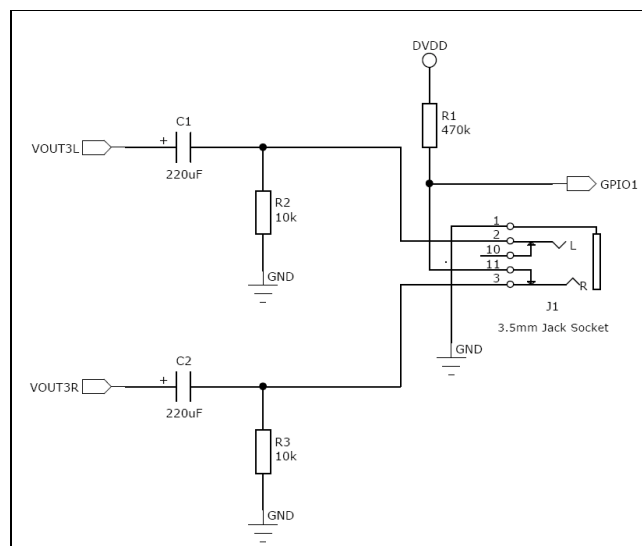 DVDD
R1
470k
C1
+
VOUT3L
220uF
GPIO1
R2
10k
1
2
L
10
11
3
R
GND
J1
3.5mm Jack Socket
GND
C2
+
VOUT3R
220uF
R3
10k
GND